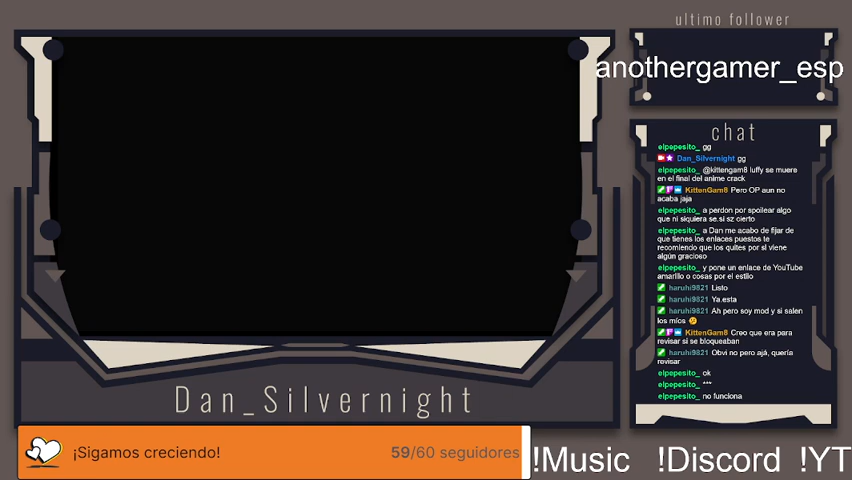 ultimo follower
anothergamer_esp
chat
elpepesito_ gg
Dan_Silvernight gg
elpepesito_ @kittengam8 luffy se muere
en el final del anime crack
KittenGam8 Pero OP aun no
acaba jaja
elpepesito_ a perdon por spoilear algo
que ni siquiera se si sz cierto
elpepesito_ a Dan me acabo de fijar de
que tienes los enlaces puestos te
recomiendo que los quites por si viene
algún gracioso
elpepesito_ y pone un enlace de YouTube
amarillo o cosas por el estilo
haruhi9821 Listo
haruhi9821 Ya.esta
haruhi9821 Ah pero soy mod y si salen
los míos
KittenGam8 Creo que era para
revisar si se bloqueaban
haruhi9821 Obvi no pero ajá, quería
revisar
elpepesito_ ok
elpepesito_ ***
elpepesito_ no funciona
Dan_Silvernight
¡Sigamos creciendo! 59/60 seguidores
!Music !Discord !YT